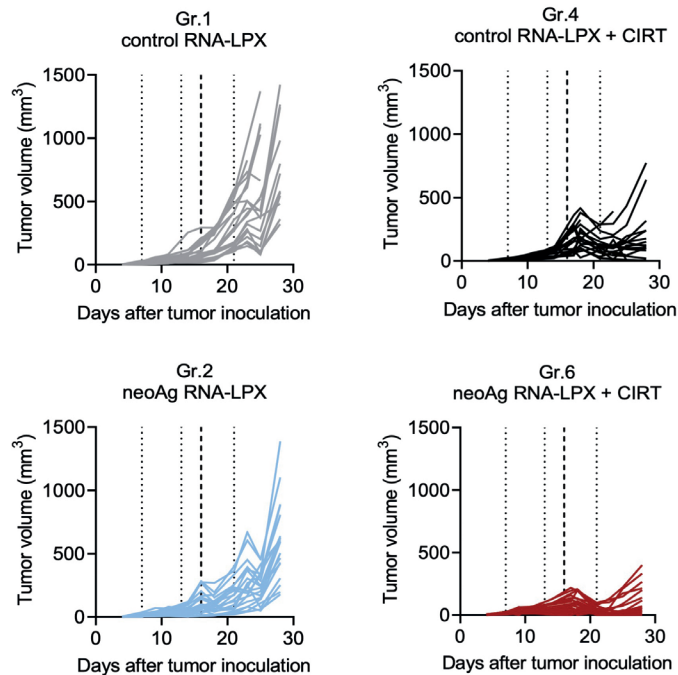 Gr.1
control RNA-LPX
Tumor volume (mm³)
1500
1000
500
0
0 10 20 30
Days after tumor inoculation
Gr.4
control RNA-LPX + CIRT
Tumor volume (mm³)
1500
1000
500
0
0 10 20 30
Days after tumor inoculation
Gr.2
neoAg RNA-LPX
Tumor volume (mm³)
1500
1000
500
0
0 10 20 30
Days after tumor inoculation
Gr.6
neoAg RNA-LPX + CIRT
Tumor volume (mm³)
1500
1000
500
0
0 10 20 30
Days after tumor inoculation